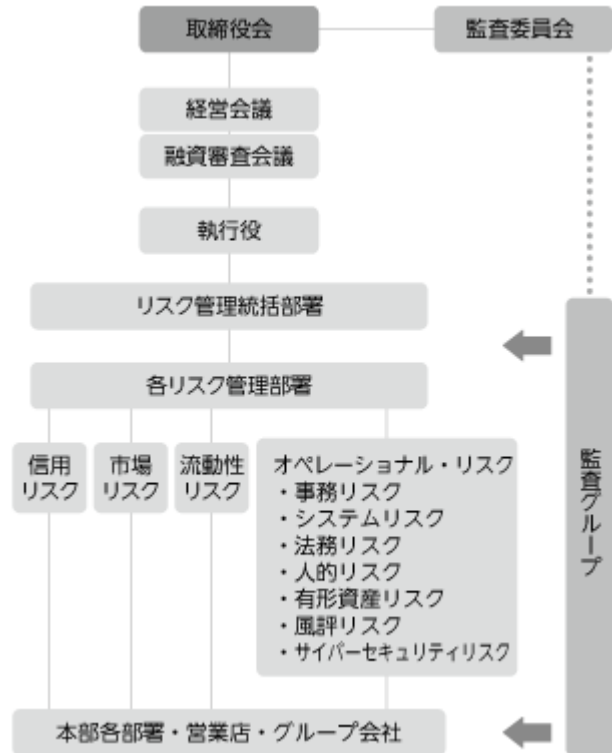 取締役会
監査委員会
経営会議
融資審査会議
執行役
リスク管理統括部署
各リスク管理部署
信用
リスク
市場
リスク
流動性
リスク
オペレーショナル・リスク
・事務リスク
・システムリスク
・法務リスク
・人的リスク
・有形資産リスク
・風評リスク
・サイバーセキュリティリスク
監査グループ
本部各部署・営業店・グループ会社